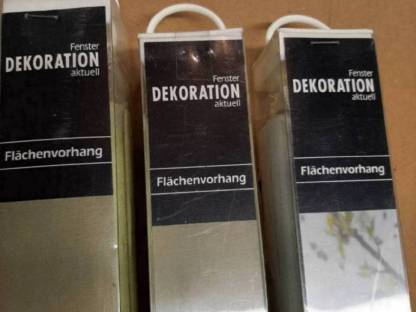 Fenster
DEKORATION
aktuell
Flächenvorhang
Fenster
DEKORATION
aktuell
Flächenvorhang
Fenster
DEKORATION
aktuell
Flächenvorhang